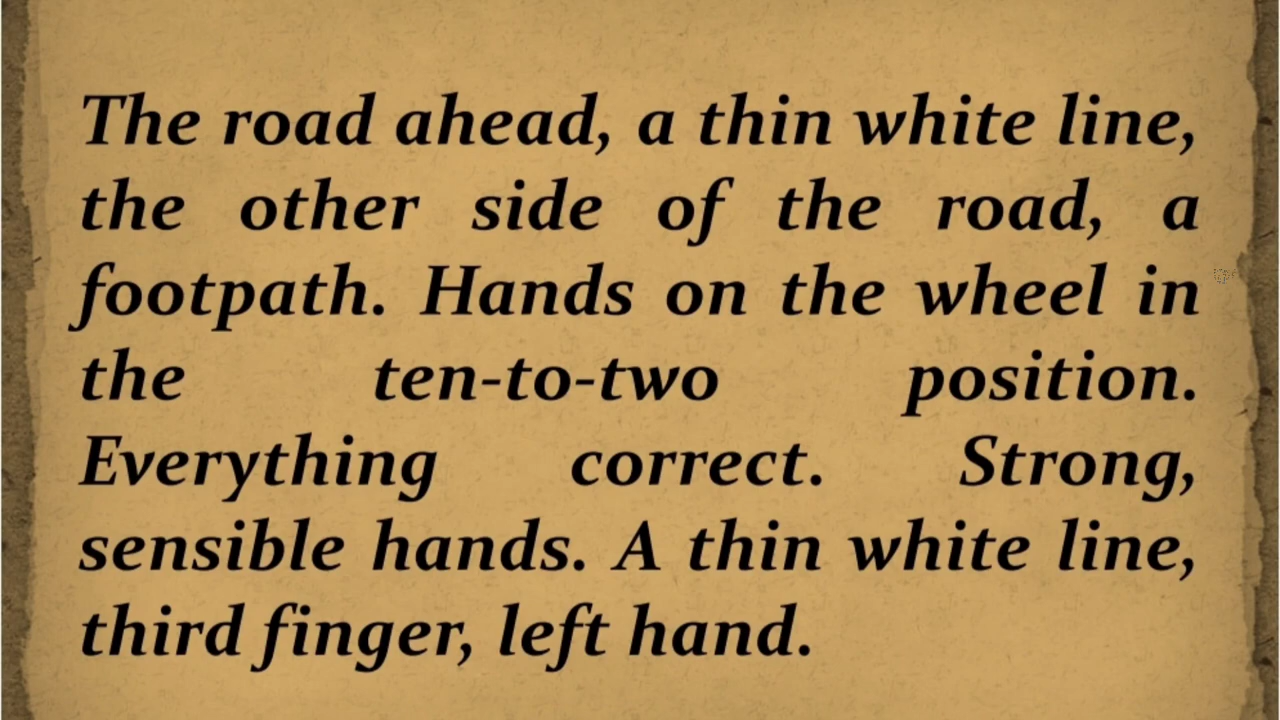 The road ahead, a thin white line,
the other side of the road, a
footpath. Hands on the wheel in
the ten-to-two position.
Everything correct. Strong,
sensible hands. A thin white line,
third finger, left hand.